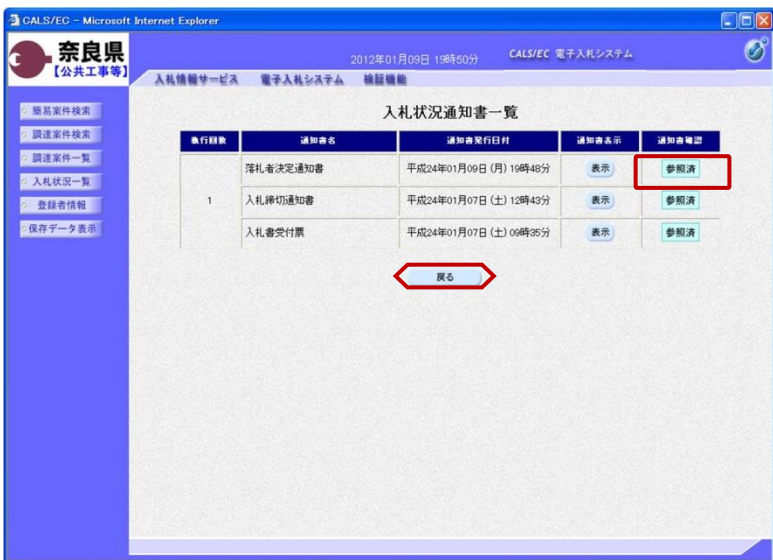 CALS/EC - Microsoft Internet Explorer
奈良県
【公共工事等】
2012年01月09日 19時50分
CALS/EC 電子入札システム
入札情報サービス 電子入札システム 検証機能
簡易案件検索
調達案件検索
調達案件一覧
入札状況一覧
登録者情報
保存データ表示
入札状況通知書一覧
執行回数 通知書名 通知書発行日付 通知書表示 通知書確認
落札者決定通知書 平成24年01月09日 (月) 19時48分 表示 参照済
1 入札締切通知書 平成24年01月07日 (土) 12時43分 表示 参照済
入札書受付票 平成24年01月07日 (土) 09時35分 表示 参照済
戻る